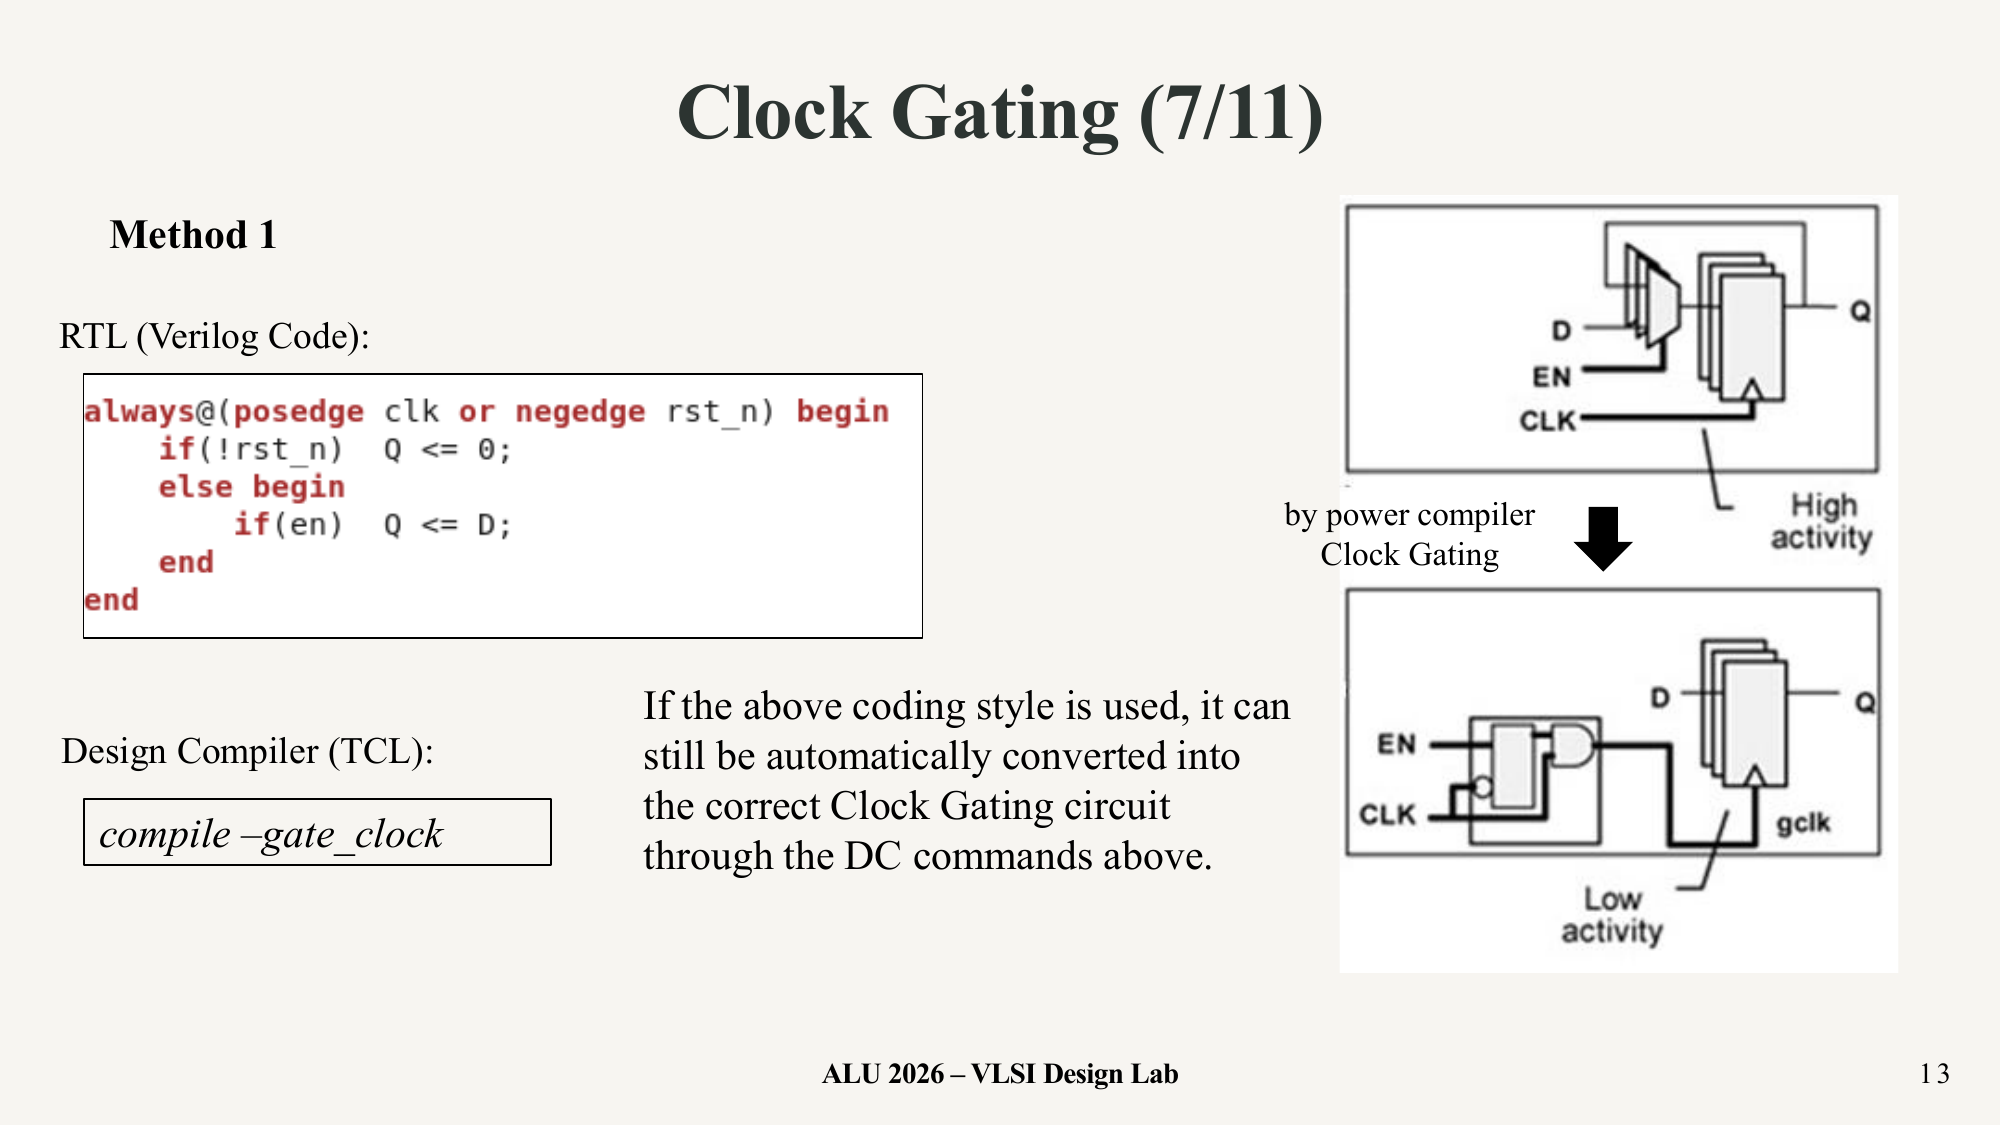 Clock Gating (7/11)
Method 1
RTL (Verilog Code):
always@(posedge clk or negedge rst_n) begin
    if(!rst_n)  Q <= 0;
    else begin
        if(en)  Q <= D;
    end
end
Design Compiler (TCL):
compile –gate_clock
If the above coding style is used, it can
still be automatically converted into
the correct Clock Gating circuit
through the DC commands above.
D
EN
CLK
Q
High
activity
by power compiler
Clock Gating
EN
CLK
D
Q
gclk
Low
activity
ALU 2026 – VLSI Design Lab
13